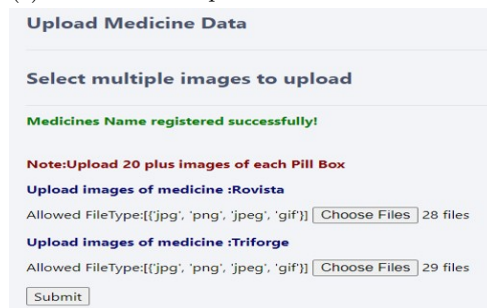 Upload Medicine Data
Select multiple images to upload
Medicines Name registered successfully!
Note:Upload 20 plus images of each Pill Box
Upload images of medicine :Rovista
Allowed FileType:[{'jpg', 'png', 'jpeg', 'gif'}] Choose Files 28 files
Upload images of medicine :Triforge
Allowed FileType:[{'jpg', 'png', 'jpeg', 'gif'}] Choose Files 29 files
Submit